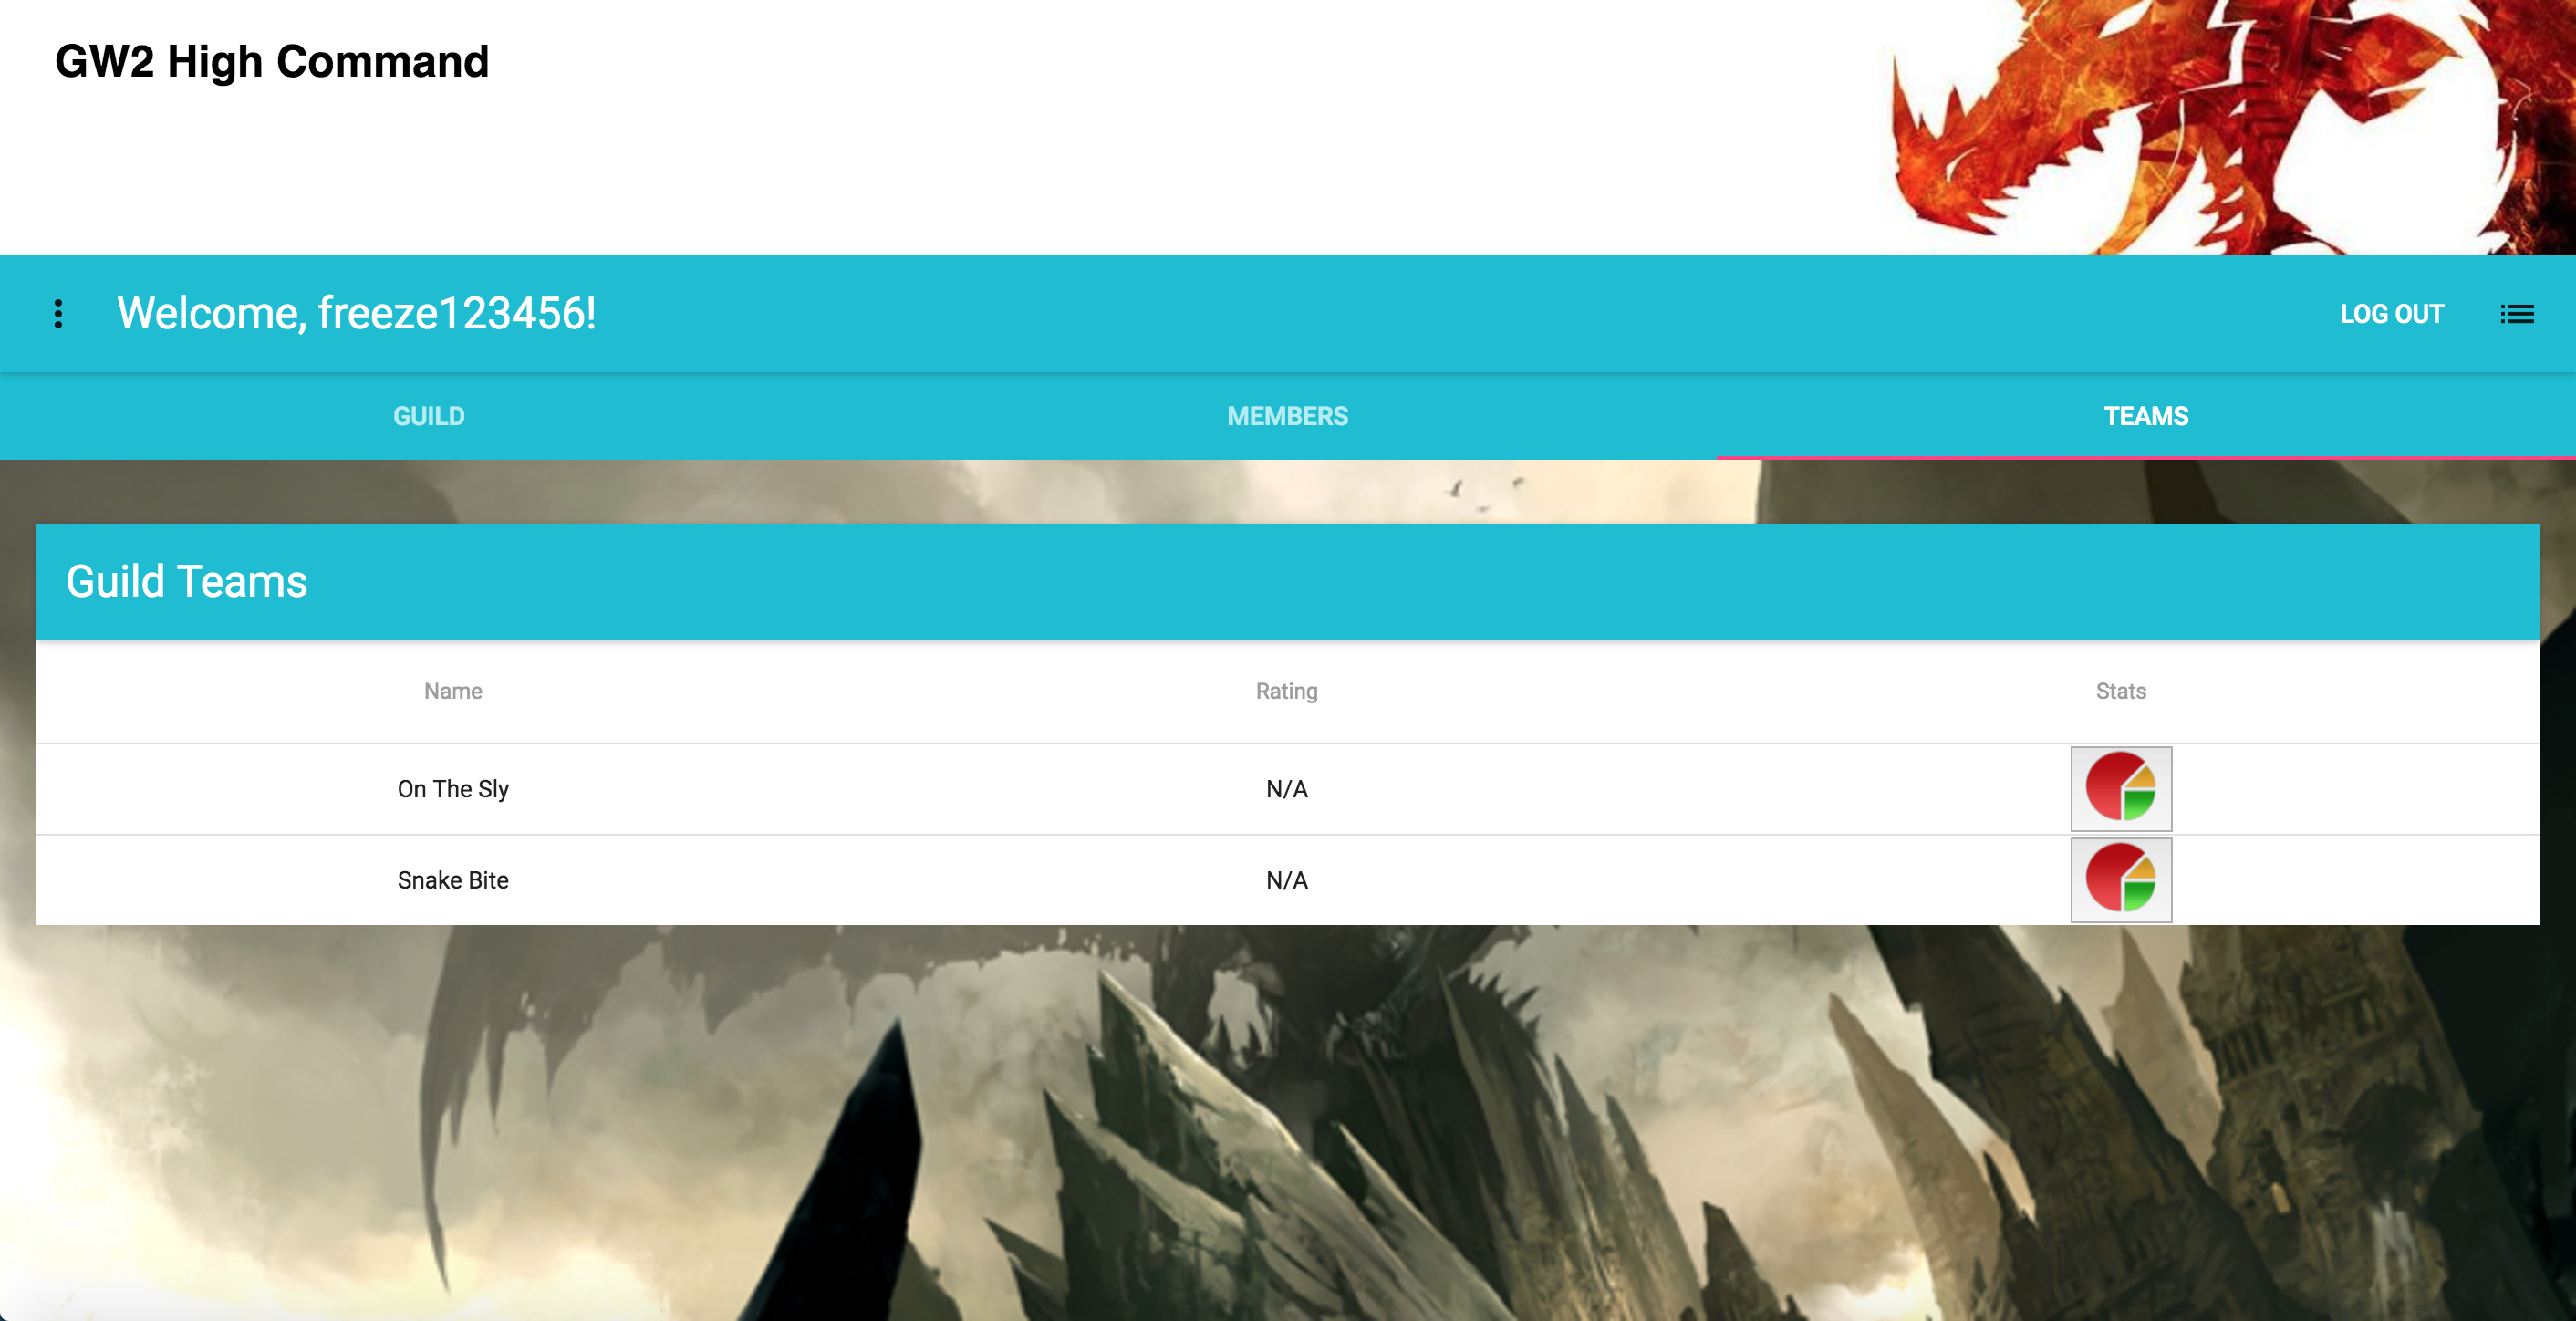 GW2 High Command
Welcome, freeze123456!
LOG OUT
GUILD
MEMBERS
TEAMS
Guild Teams
Name
Rating
Stats
On The Sly
N/A
Snake Bite
N/A